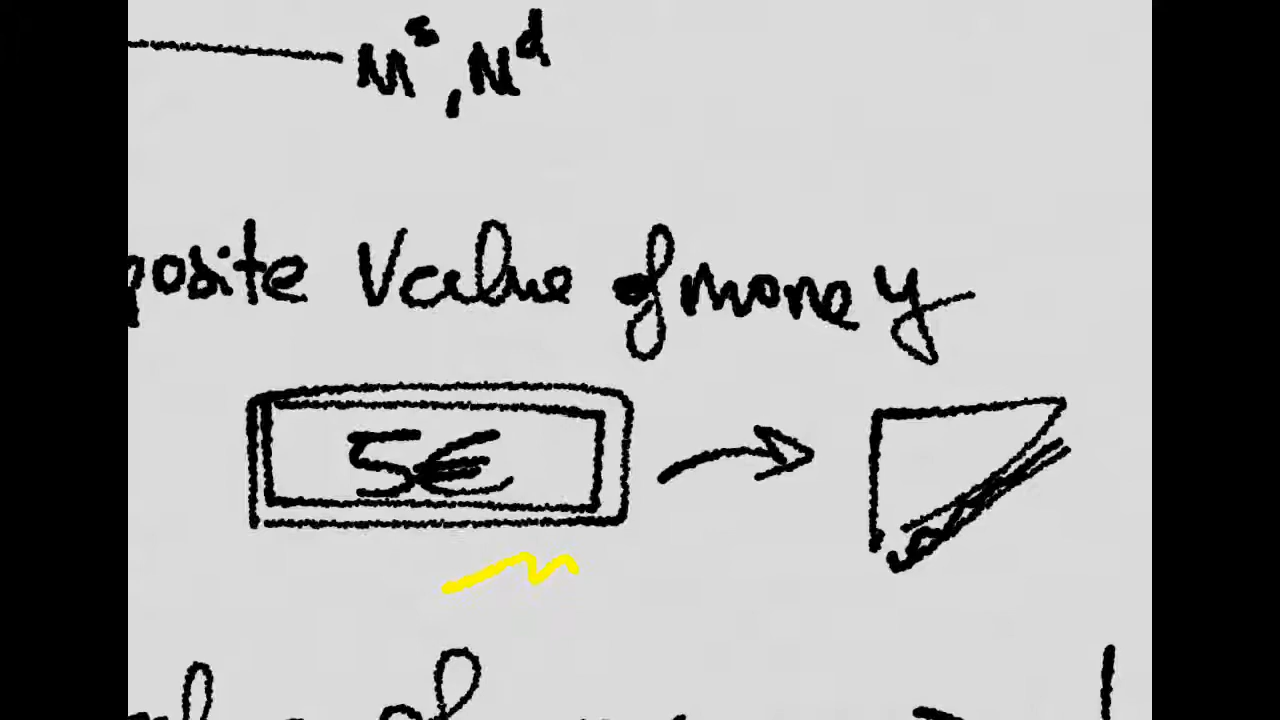 M^s, M^d
posite Value of money
5€